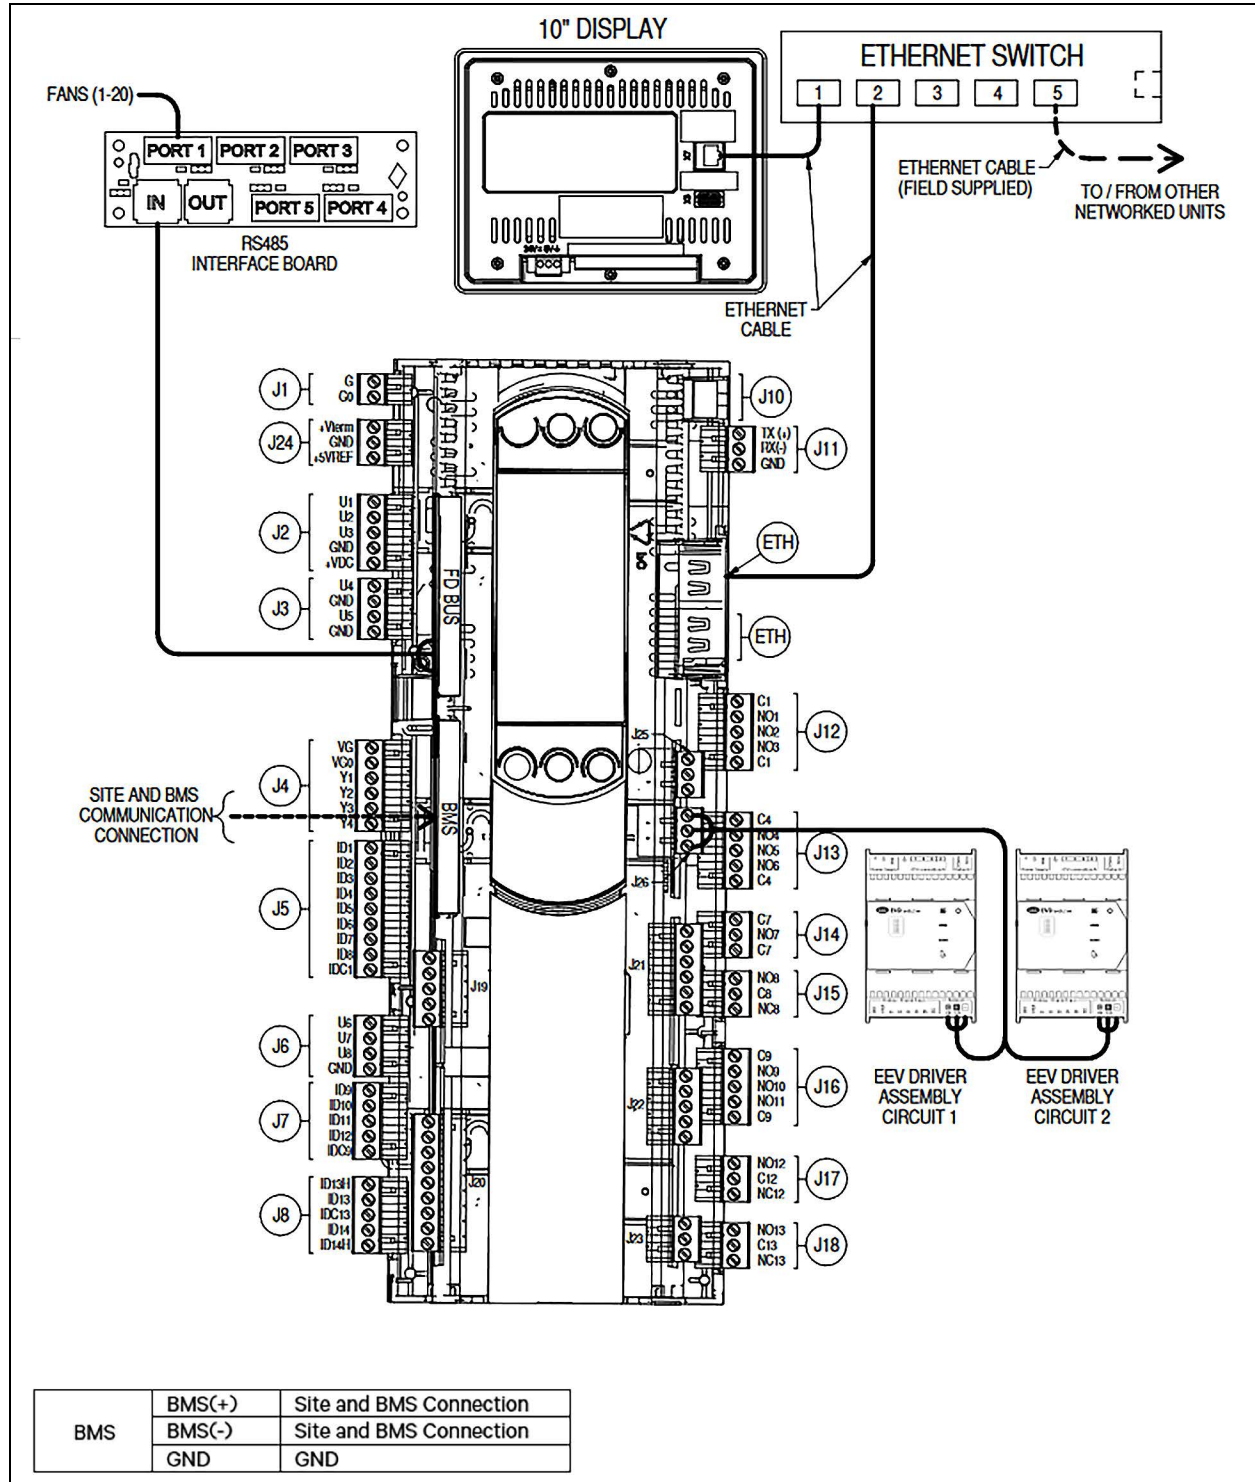 10" DISPLAY
ETHERNET SWITCH
1 2 3 4 5
FANS (1-20)
PORT 1 PORT 2 PORT 3
IN OUT PORT 5 PORT 4
RS485
INTERFACE BOARD
ETHERNET CABLE
(FIELD SUPPLIED)
TO / FROM OTHER
NETWORKED UNITS
ETHERNET
CABLE
J1
G
G0
J24
+Vterm
GND
+5VREF
J2
U1
U2
U3
GND
+VDC
J3
U4
GND
U5
GND
FD BUS
J4
VG
VG0
Y1
Y2
Y3
Y4
SITE AND BMS
COMMUNICATION
CONNECTION
BMS
J5
ID1
ID2
ID3
ID4
ID5
ID6
ID7
ID8
IDC1
J19
J6
U6
U7
U8
GND
J7
ID9
ID10
ID11
ID12
IDC9
J20
J8
ID13H
ID13
IDC13
ID14
ID14H
J10
J11
TX (+)
RX(-)
GND
ETH
ETH
J25
J12
C1
NO1
NO2
NO3
C1
J26
J13
C4
NO4
NO5
NO6
C4
J14
C7
NO7
C7
J21
J15
NO8
C8
NC8
J22
J16
C9
NO9
NO10
NO11
C9
J17
NO12
C12
NC12
J23
J18
NO13
C13
NC13
EEV DRIVER
ASSEMBLY
CIRCUIT 1
EEV DRIVER
ASSEMBLY
CIRCUIT 2
BMS
BMS(+) Site and BMS Connection
BMS(-) Site and BMS Connection
GND GND